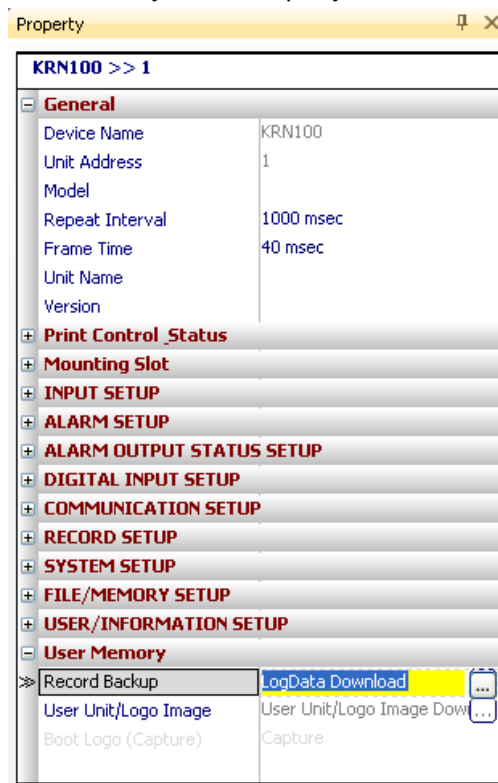 Property
KRN100 >> 1
General
Device Name KRN100
Unit Address 1
Model
Repeat Interval 1000 msec
Frame Time 40 msec
Unit Name
Version
Print Control _Status
Mounting Slot
INPUT SETUP
ALARM SETUP
ALARM OUTPUT STATUS SETUP
DIGITAL INPUT SETUP
COMMUNICATION SETUP
RECORD SETUP
SYSTEM SETUP
FILE/MEMORY SETUP
USER/INFORMATION SETUP
User Memory
Record Backup LogData Download ...
User Unit/Logo Image User Unit/Logo Image Dow ...
Boot Logo (Capture) Capture